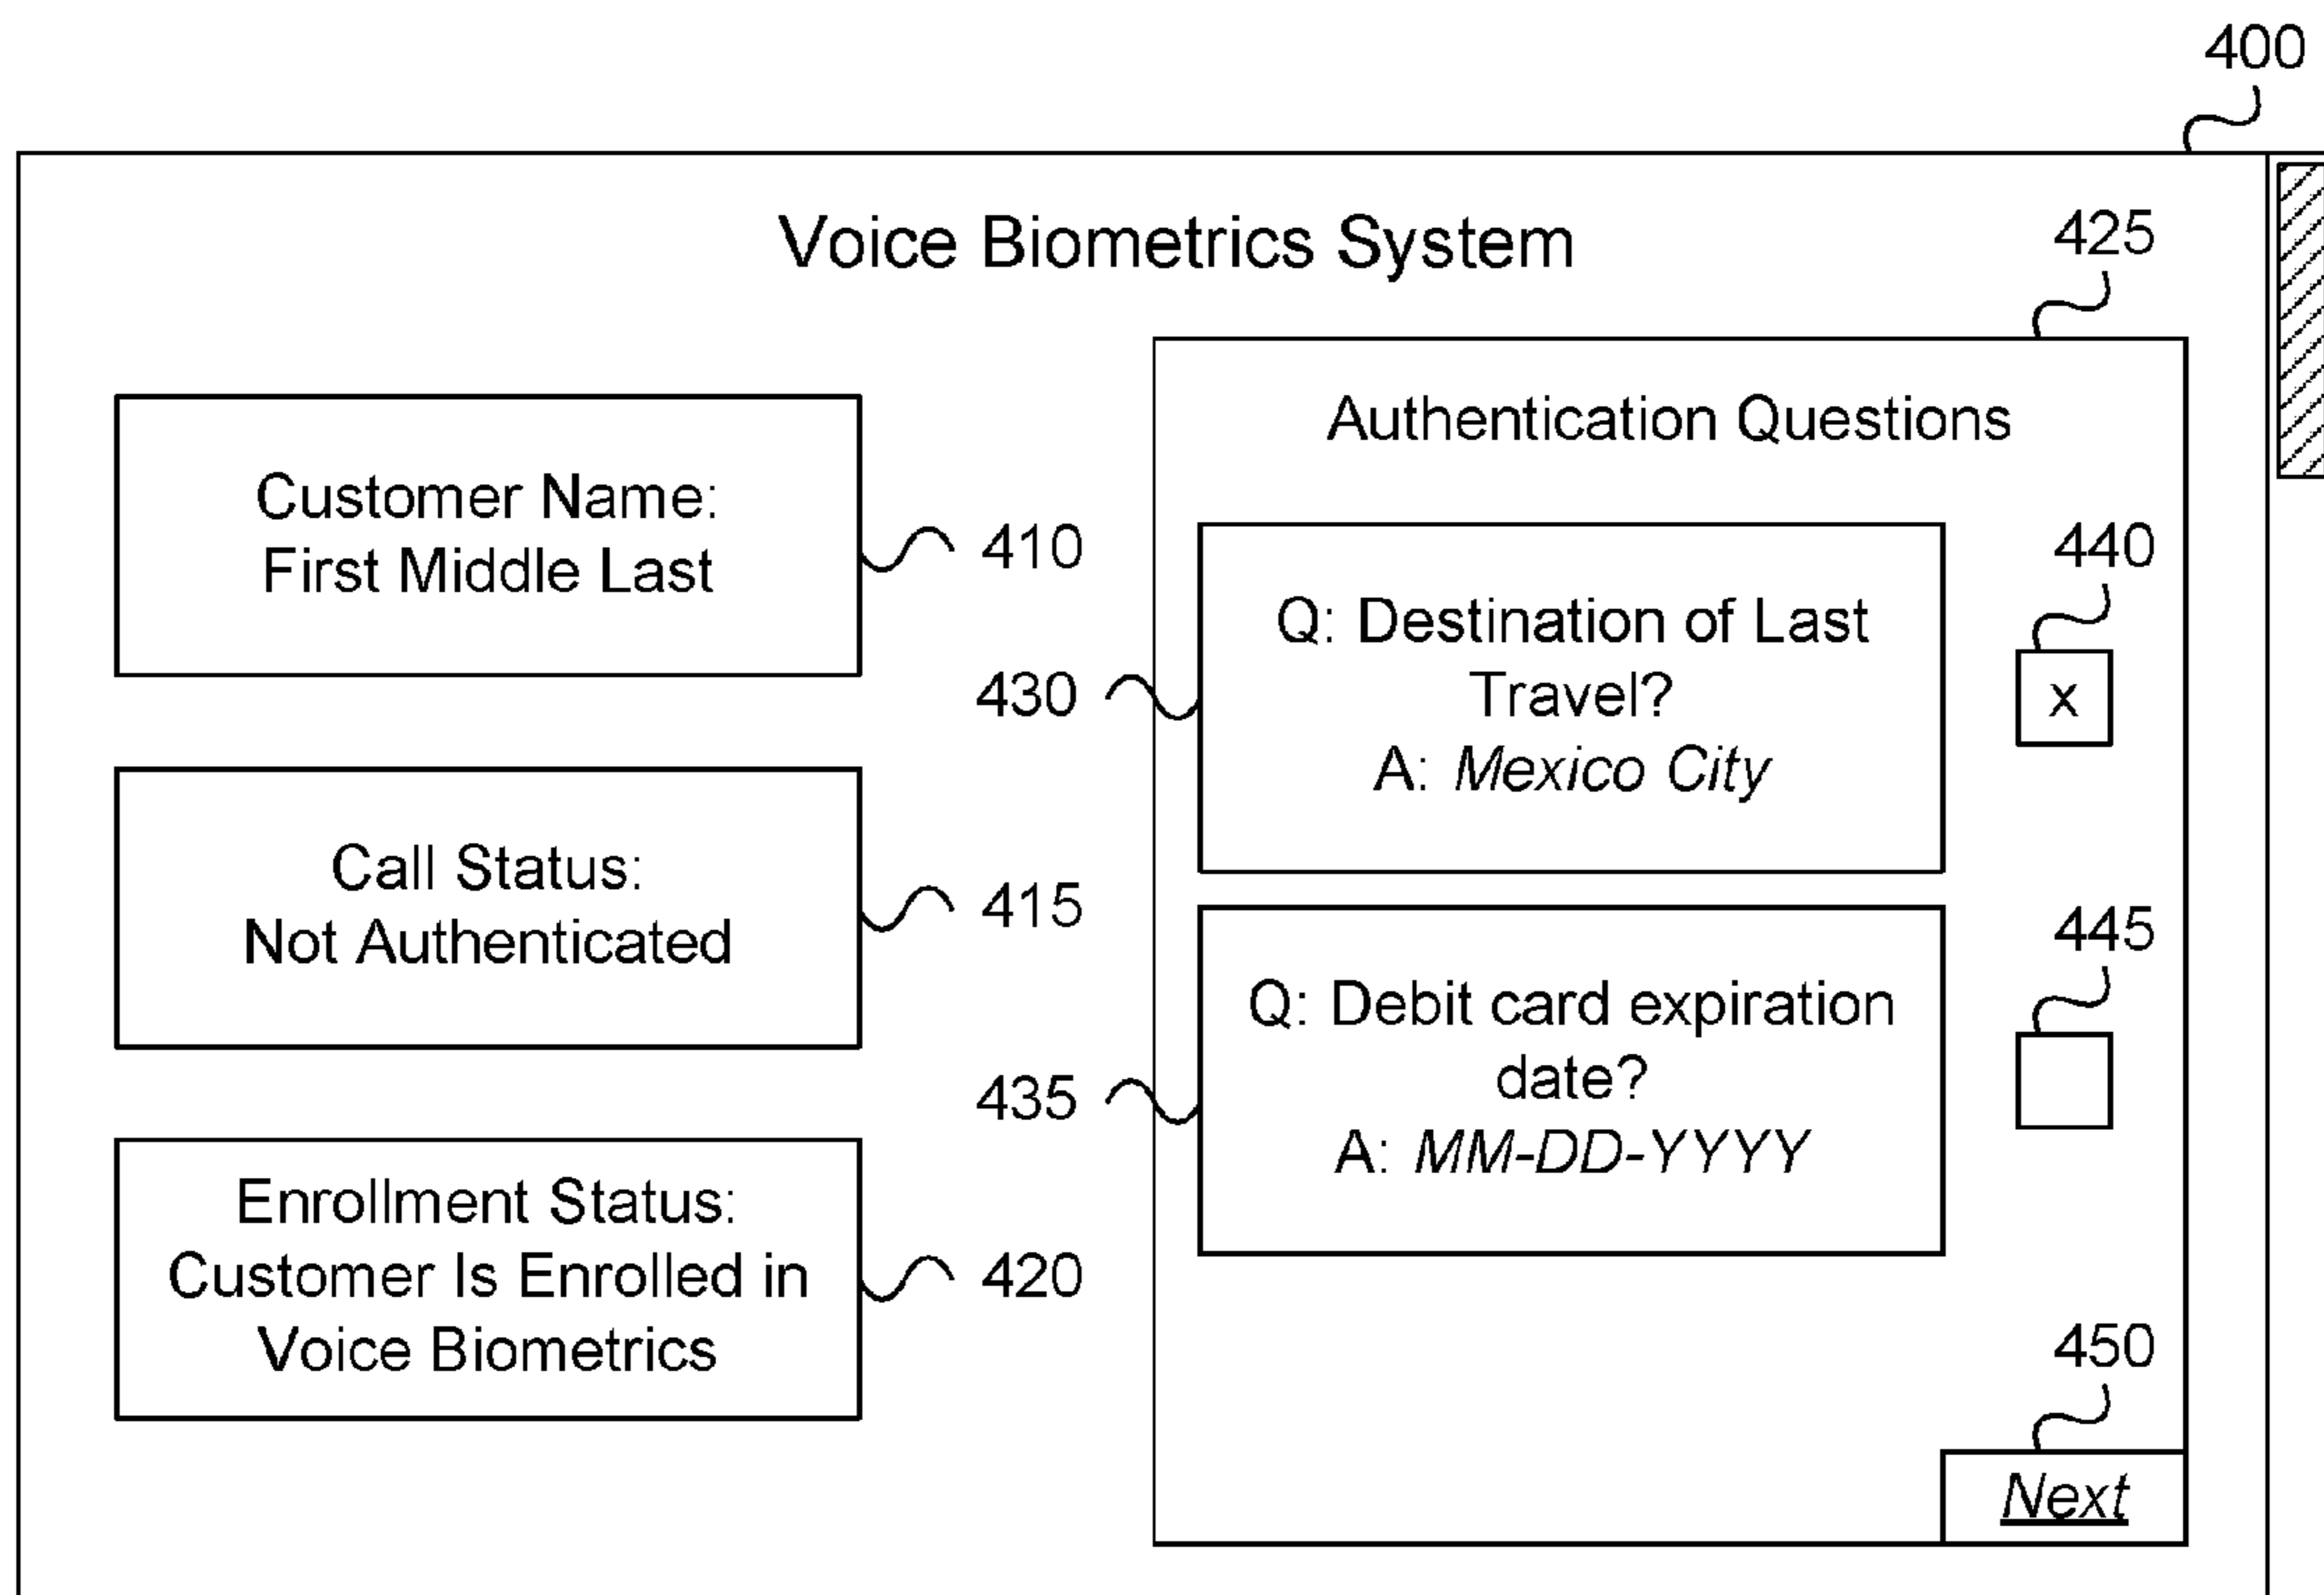 400
Voice Biometrics System
425
Customer Name:
First Middle Last
410
Call Status:
Not Authenticated
415
Enrollment Status:
Customer Is Enrolled in
Voice Biometrics
420
Authentication Questions
430
Q: Destination of Last
Travel?
A: Mexico City
440
x
435
Q: Debit card expiration
date?
A: MM-DD-YYYY
445
450
Next